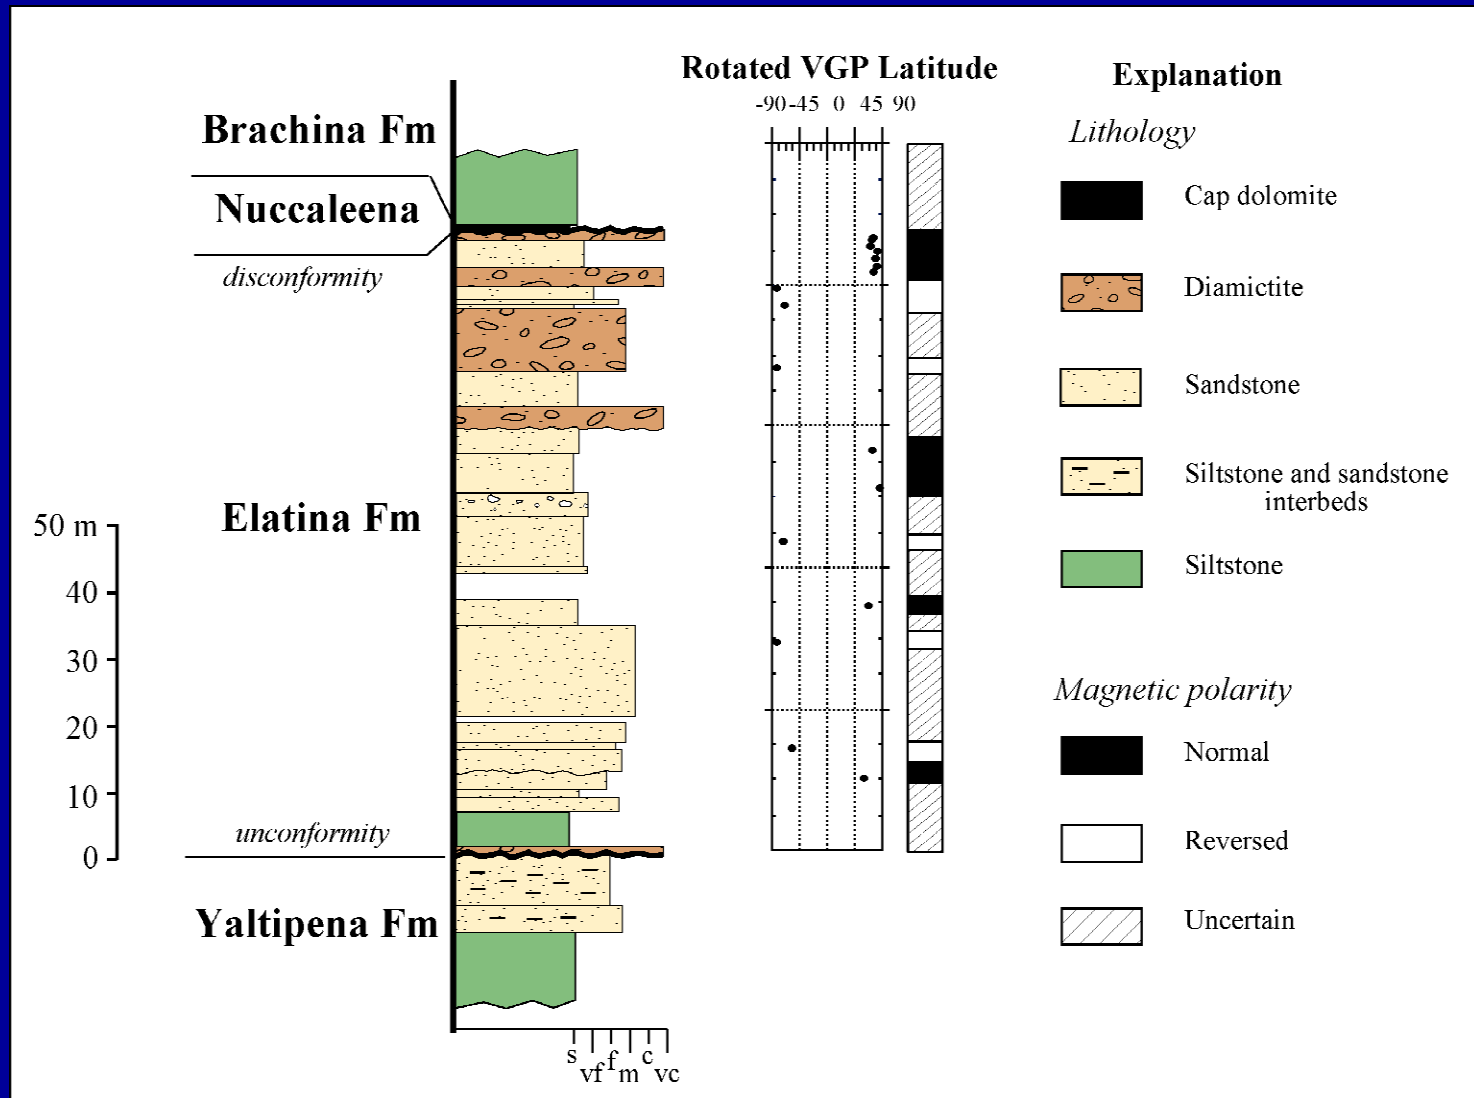 Brachina Fm
Nuccaleena
disconformity
Elatina Fm
unconformity
Yaltipena Fm
50 m
40
30
20
10
0
s
vf
f
m
c
vc
Rotated VGP Latitude
-90 -45 0 45 90
Explanation
Lithology
Cap dolomite
Diamictite
Sandstone
Siltstone and sandstone
interbeds
Siltstone
Magnetic polarity
Normal
Reversed
Uncertain